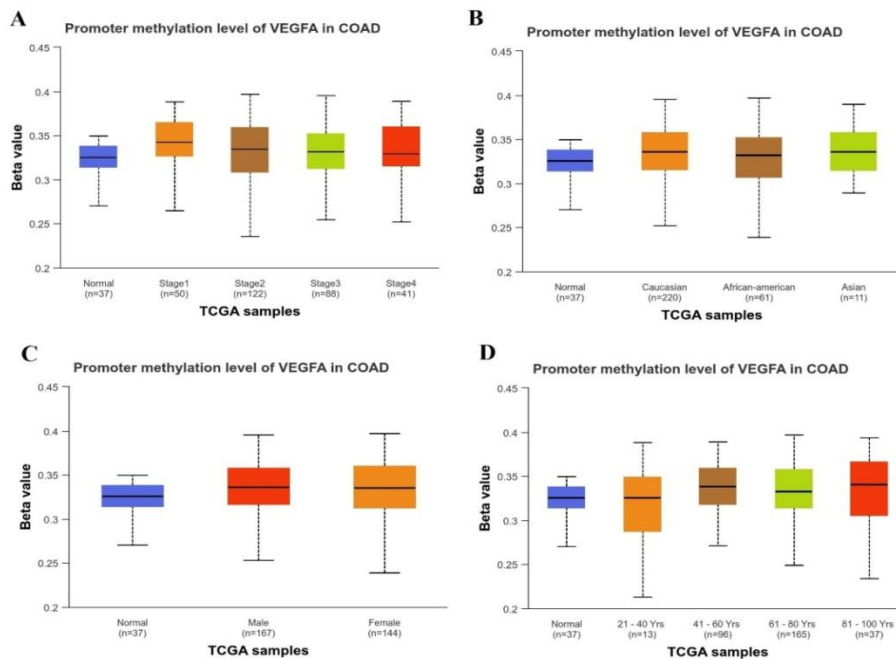 A
Promoter methylation level of VEGFA in COAD
0.45
0.4
0.35
0.3
0.25
0.2
Beta value
Normal
(n=37)
Stage1
(n=50)
Stage2
(n=122)
Stage3
(n=88)
Stage4
(n=41)
TCGA samples
B
Promoter methylation level of VEGFA in COAD
0.45
0.4
0.35
0.3
0.25
0.2
Beta value
Normal
(n=37)
Caucasian
(n=220)
African-american
(n=61)
Asian
(n=11)
TCGA samples
C
Promoter methylation level of VEGFA in COAD
0.45
0.4
0.35
0.3
0.25
0.2
Beta value
Normal
(n=37)
Male
(n=167)
Female
(n=144)
TCGA samples
D
Promoter methylation level of VEGFA in COAD
0.45
0.4
0.35
0.3
0.25
0.2
Beta value
Normal
(n=37)
21 - 40 Yrs
(n=13)
41 - 60 Yrs
(n=96)
61 - 80 Yrs
(n=165)
81 - 100 Yrs
(n=37)
TCGA samples